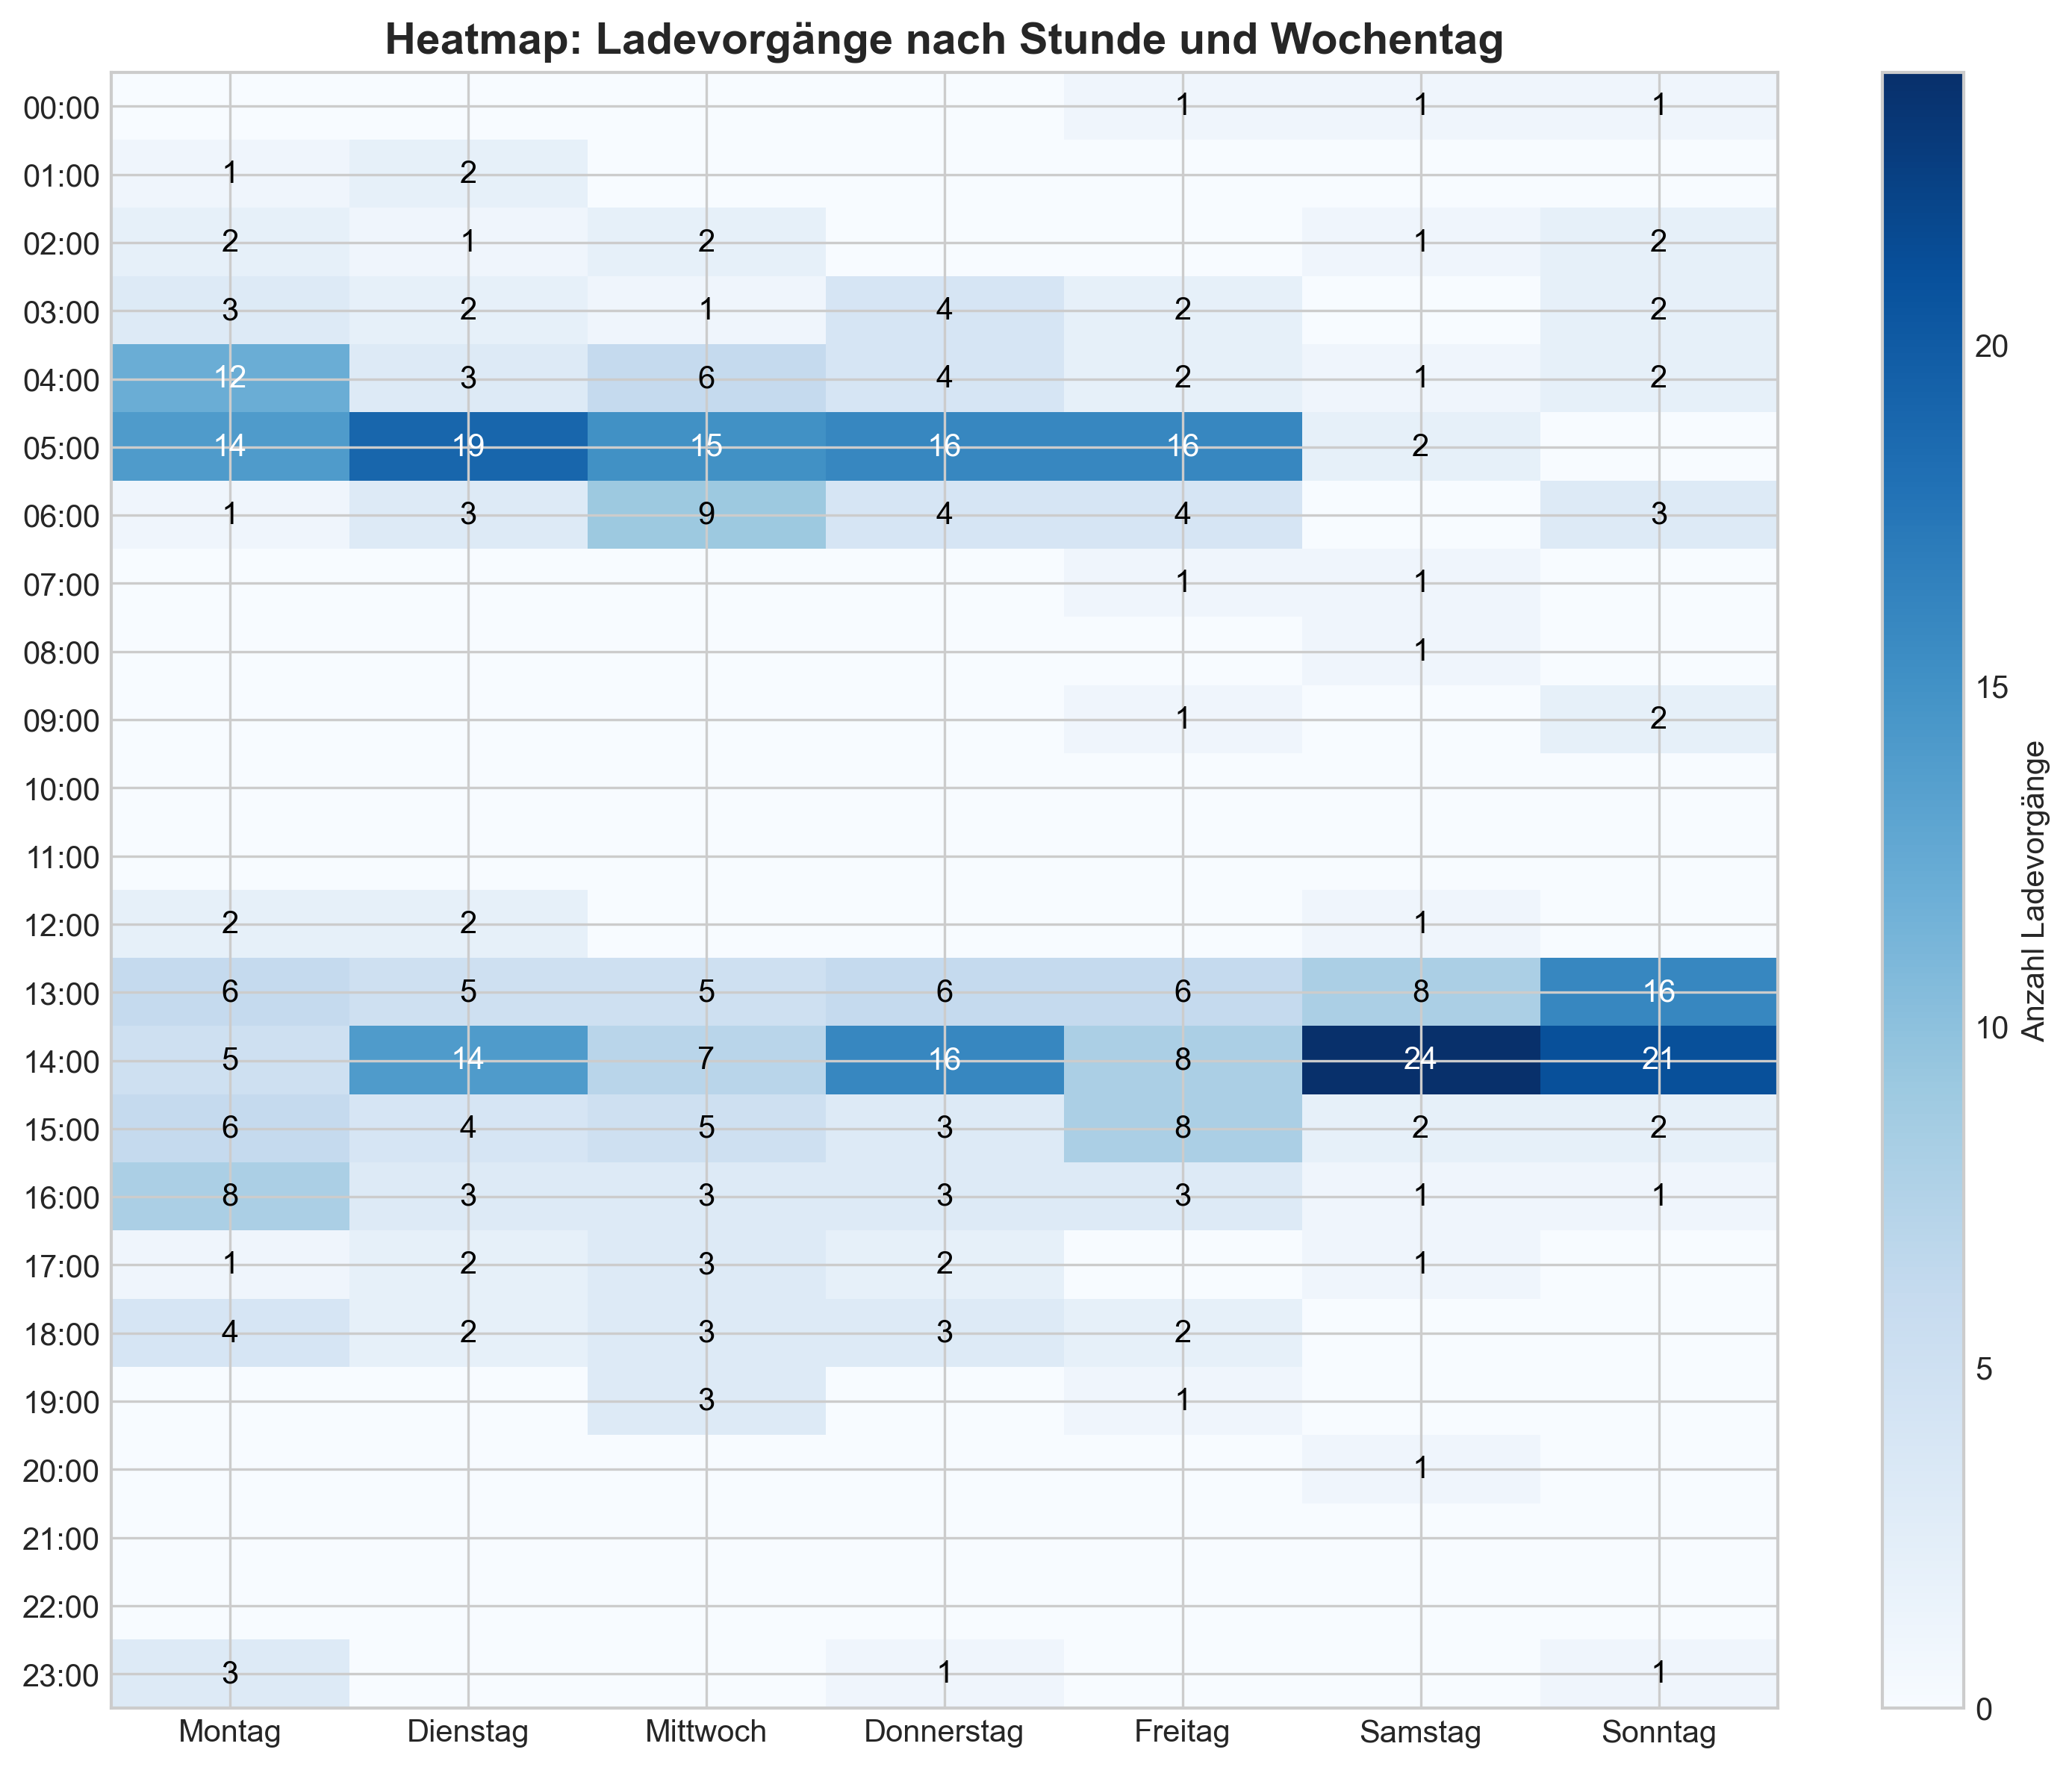 Heatmap: Ladevorgänge nach Stunde und Wochentag
00:00 1 1 1
01:00 1 2
02:00 2 1 2 1 2
03:00 3 2 1 4 2 2
04:00 12 3 6 4 2 1 2
05:00 14 19 15 16 16 2
06:00 1 3 9 4 4 3
07:00 1 1
08:00 1
09:00 1 2
10:00
11:00
12:00 2 2 1
13:00 6 5 5 6 6 8 16
14:00 5 14 7 16 8 24 21
15:00 6 4 5 3 8 2 2
16:00 8 3 3 3 3 1 1
17:00 1 2 3 2 1
18:00 4 2 3 3 2
19:00 3 1
20:00 1
21:00
22:00
23:00 3 1 1
Montag Dienstag Mittwoch Donnerstag Freitag Samstag Sonntag
20
15
10
5
0
Anzahl Ladevorgänge